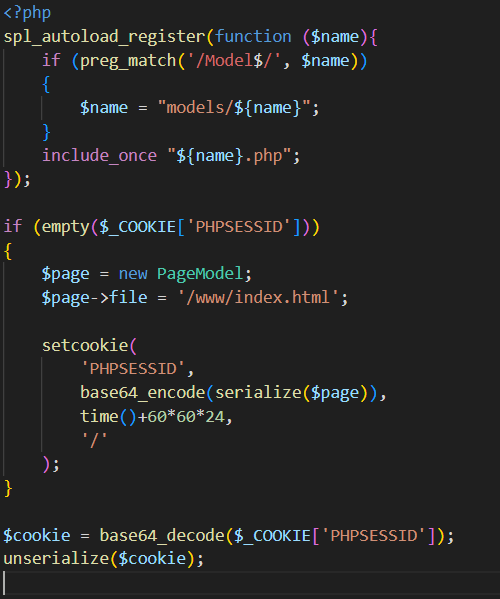 <?php
spl_autoload_register(function ($name){
    if (preg_match('/Model$/', $name))
    {
        $name = "models/${name}";
    }
    include_once "${name}.php";
});

if (empty($_COOKIE['PHPSESSID']))
{
    $page = new PageModel;
    $page->file = '/www/index.html';

    setcookie(
        'PHPSESSID',
        base64_encode(serialize($page)),
        time()+60*60*24,
        '/'
    );
}

$cookie = base64_decode($_COOKIE['PHPSESSID']);
unserialize($cookie);